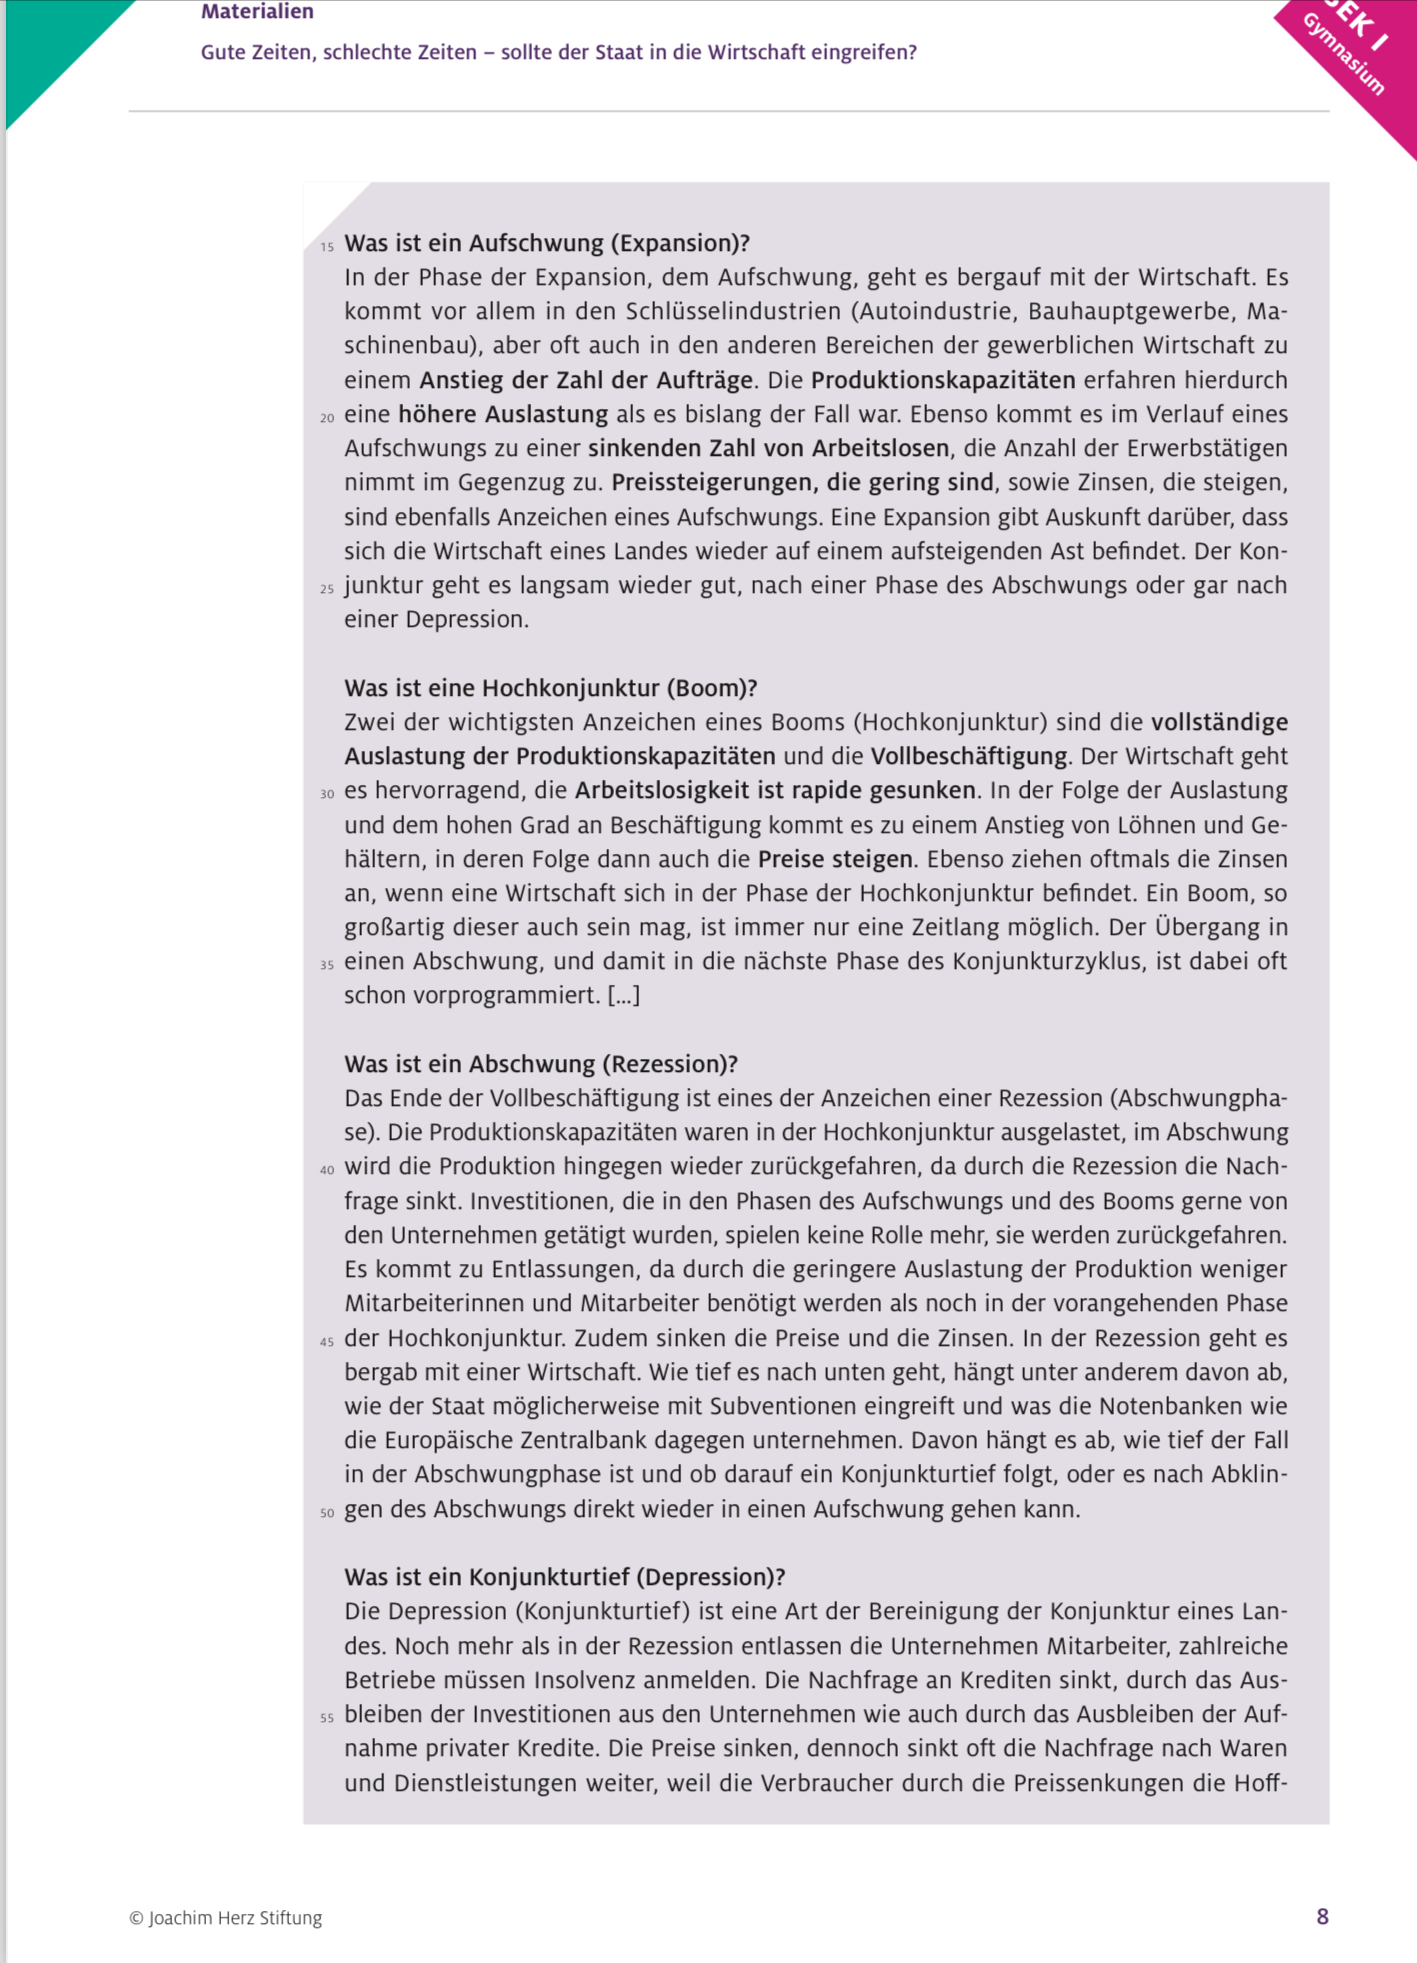 Materialien
Gute Zeiten, schlechte Zeiten – sollte der Staat in die Wirtschaft eingreifen?
SEK I
Gymnasium
15 Was ist ein Aufschwung (Expansion)?
In der Phase der Expansion, dem Aufschwung, geht es bergauf mit der Wirtschaft. Es
kommt vor allem in den Schlüsselindustrien (Autoindustrie, Bauhauptgewerbe, Ma-
schinenbau), aber oft auch in den anderen Bereichen der gewerblichen Wirtschaft zu
einem Anstieg der Zahl der Aufträge. Die Produktionskapazitäten erfahren hierdurch
20 eine höhere Auslastung als es bislang der Fall war. Ebenso kommt es im Verlauf eines
Aufschwungs zu einer sinkenden Zahl von Arbeitslosen, die Anzahl der Erwerbstätigen
nimmt im Gegenzug zu. Preissteigerungen, die gering sind, sowie Zinsen, die steigen,
sind ebenfalls Anzeichen eines Aufschwungs. Eine Expansion gibt Auskunft darüber, dass
sich die Wirtschaft eines Landes wieder auf einem aufsteigenden Ast befindet. Der Kon-
25 junktur geht es langsam wieder gut, nach einer Phase des Abschwungs oder gar nach
einer Depression.
Was ist eine Hochkonjunktur (Boom)?
Zwei der wichtigsten Anzeichen eines Booms (Hochkonjunktur) sind die vollständige
Auslastung der Produktionskapazitäten und die Vollbeschäftigung. Der Wirtschaft geht
30 es hervorragend, die Arbeitslosigkeit ist rapide gesunken. In der Folge der Auslastung
und dem hohen Grad an Beschäftigung kommt es zu einem Anstieg von Löhnen und Ge-
hältern, in deren Folge dann auch die Preise steigen. Ebenso ziehen oftmals die Zinsen
an, wenn eine Wirtschaft sich in der Phase der Hochkonjunktur befindet. Ein Boom, so
großartig dieser auch sein mag, ist immer nur eine Zeitlang möglich. Der Übergang in
35 einen Abschwung, und damit in die nächste Phase des Konjunkturzyklus, ist dabei oft
schon vorprogrammiert. […]
Was ist ein Abschwung (Rezession)?
Das Ende der Vollbeschäftigung ist eines der Anzeichen einer Rezession (Abschwungpha-
se). Die Produktionskapazitäten waren in der Hochkonjunktur ausgelastet, im Abschwung
40 wird die Produktion hingegen wieder zurückgefahren, da durch die Rezession die Nach-
frage sinkt. Investitionen, die in den Phasen des Aufschwungs und des Booms gerne von
den Unternehmen getätigt wurden, spielen keine Rolle mehr, sie werden zurückgefahren.
Es kommt zu Entlassungen, da durch die geringere Auslastung der Produktion weniger
Mitarbeiterinnen und Mitarbeiter benötigt werden als noch in der vorangehenden Phase
45 der Hochkonjunktur. Zudem sinken die Preise und die Zinsen. In der Rezession geht es
bergab mit einer Wirtschaft. Wie tief es nach unten geht, hängt unter anderem davon ab,
wie der Staat möglicherweise mit Subventionen eingreift und was die Notenbanken wie
die Europäische Zentralbank dagegen unternehmen. Davon hängt es ab, wie tief der Fall
in der Abschwungphase ist und ob darauf ein Konjunkturtief folgt, oder es nach Abklin-
50 gen des Abschwungs direkt wieder in einen Aufschwung gehen kann.
Was ist ein Konjunkturtief (Depression)?
Die Depression (Konjunkturtief) ist eine Art der Bereinigung der Konjunktur eines Lan-
des. Noch mehr als in der Rezession entlassen die Unternehmen Mitarbeiter, zahlreiche
Betriebe müssen Insolvenz anmelden. Die Nachfrage an Krediten sinkt, durch das Aus-
55 bleiben der Investitionen aus den Unternehmen wie auch durch das Ausbleiben der Auf-
nahme privater Kredite. Die Preise sinken, dennoch sinkt oft die Nachfrage nach Waren
und Dienstleistungen weiter, weil die Verbraucher durch die Preissenkungen die Hoff-
© Joachim Herz Stiftung
8